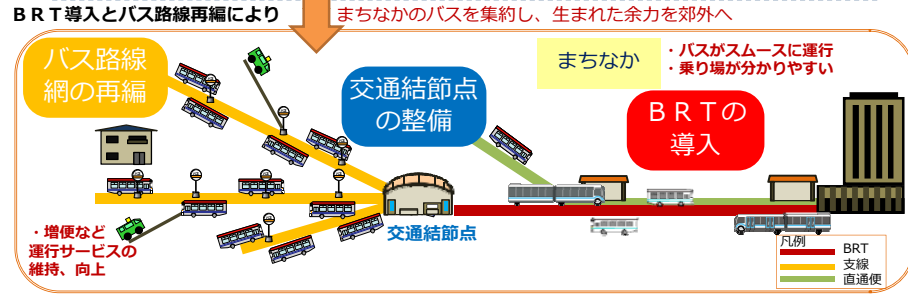 ＢＲＴ導入とバス路線再編により
まちなかのバスを集約し、生まれた余力を郊外へ
バス路線
網の再編
交通結節点
の整備
まちなか
・バスがスムースに運行
・乗り場が分かりやすい
ＢＲＴの
導入
・増便など
運行サービスの
維持、向上
交通結節点
凡例
BRT
支線
直通便